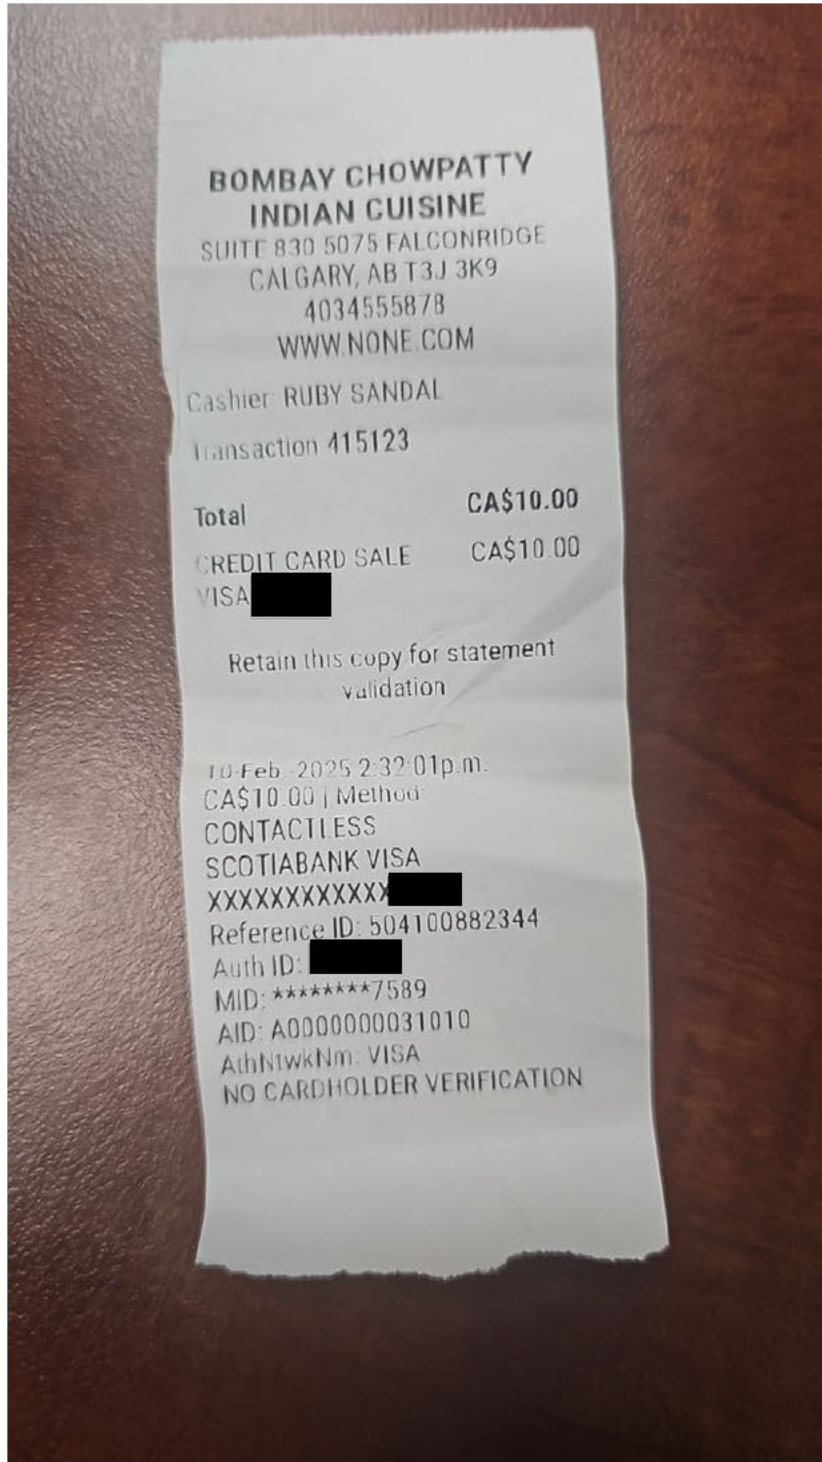 BOMBAY CHOWPATTY
INDIAN CUISINE
SUITE 830 5075 FALCONRIDGE
CALGARY, AB T3J 3K9
4034555878
WWW.NONE.COM
Cashier: RUBY SANDAL
Transaction 415123
Total CA$10.00
CREDIT CARD SALE CA$10.00
VISA
Retain this copy for statement
validation
10-Feb.-2025 2:32:01p.m.
CA$10.00 | Method:
CONTACTLESS
SCOTIABANK VISA
XXXXXXXXXXXX
Reference ID: 504100882344
Auth ID:
MID: ********7589
AID: A0000000031010
AthNtwkNm: VISA
NO CARDHOLDER VERIFICATION